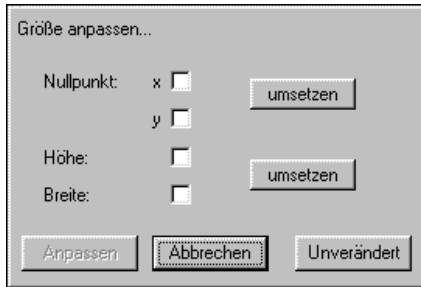 Größe anpassen...
Nullpunkt: x umsetzen
y
Höhe:
umsetzen
Breite:
Anpassen Abbrechen Unverändert